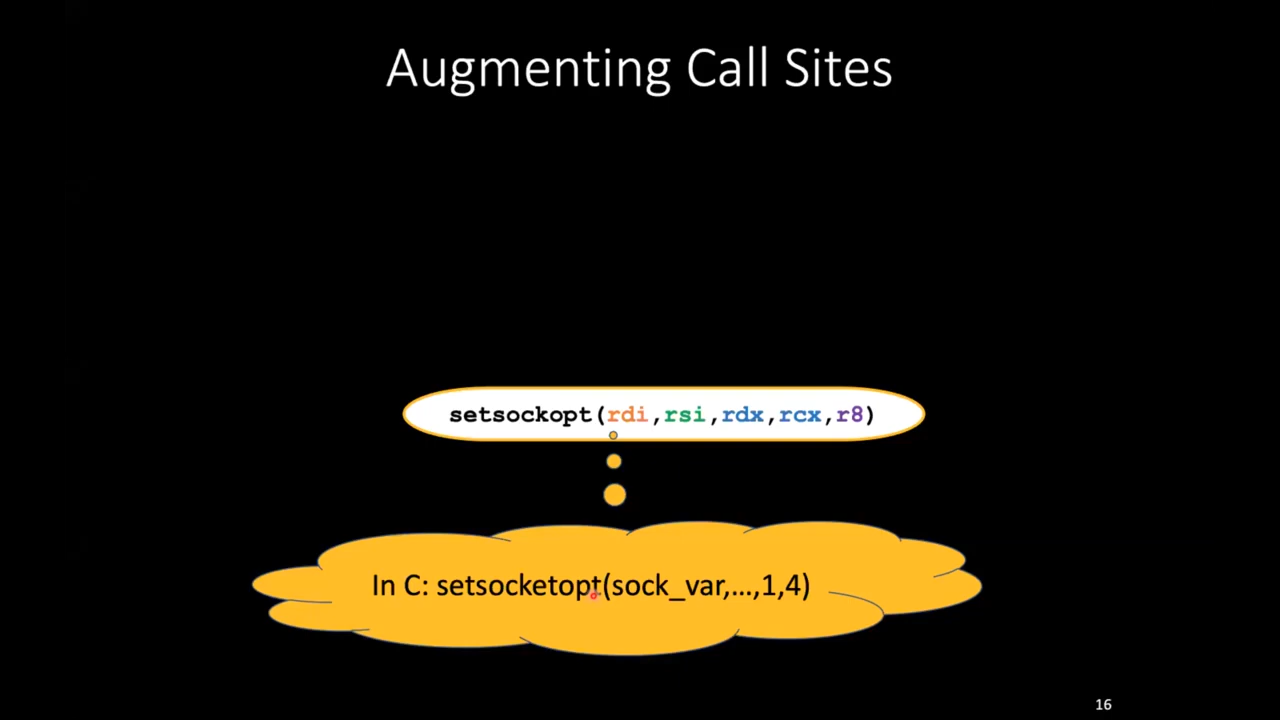 Augmenting Call Sites
setsockopt(rdi,rsi,rdx,rcx,r8)
In C: setsocketopt(sock_var,...,1,4)
16